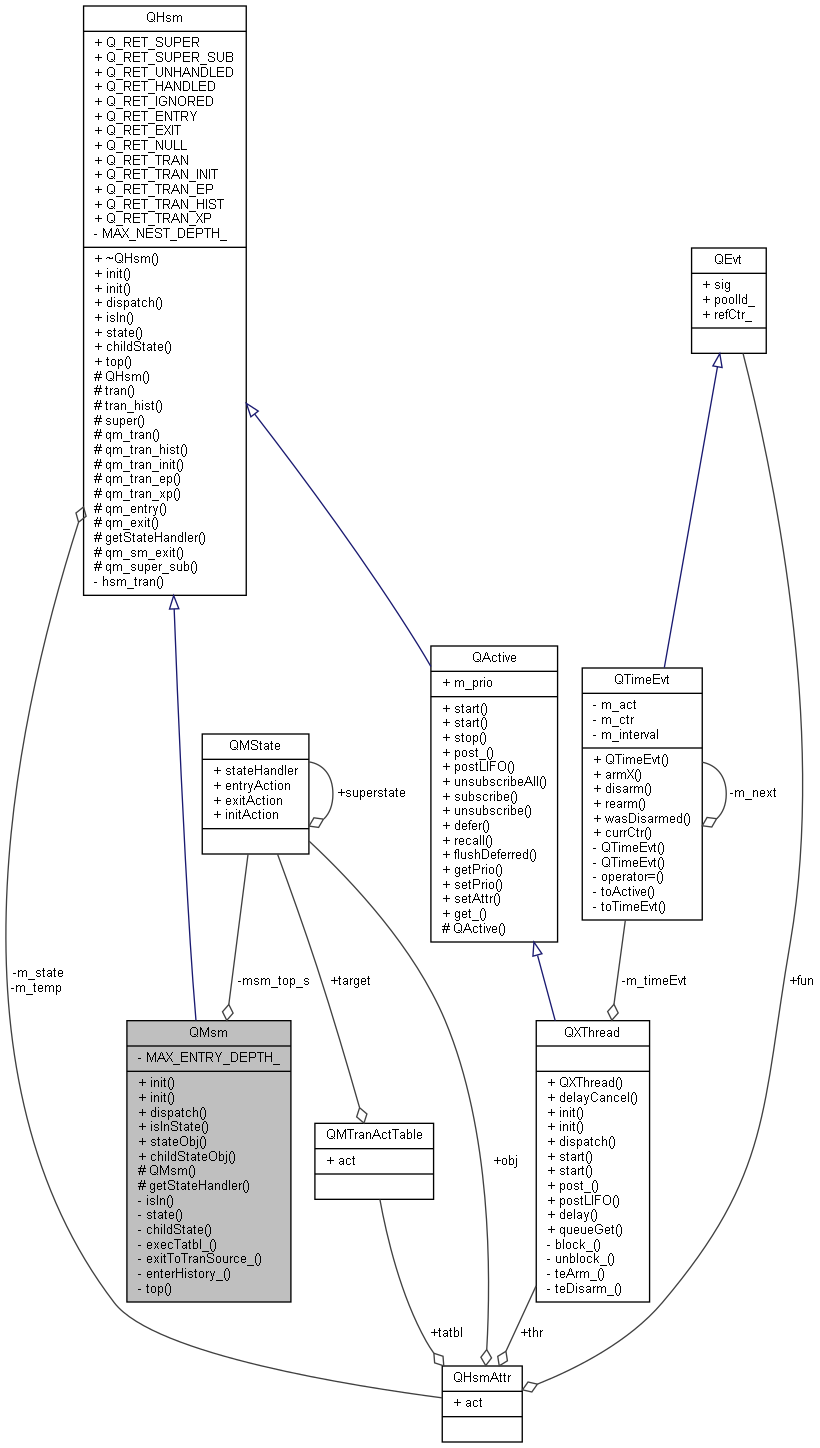 QHsm
+ Q_RET_SUPER
+ Q_RET_SUPER_SUB
+ Q_RET_UNHANDLED
+ Q_RET_HANDLED
+ Q_RET_IGNORED
+ Q_RET_ENTRY
+ Q_RET_EXIT
+ Q_RET_NULL
+ Q_RET_TRAN
+ Q_RET_TRAN_INIT
+ Q_RET_TRAN_EP
+ Q_RET_TRAN_HIST
+ Q_RET_TRAN_XP
- MAX_NEST_DEPTH_
+ ~QHsm()
+ init()
+ init()
+ dispatch()
+ isIn()
+ state()
+ childState()
+ top()
# QHsm()
# tran()
# tran_hist()
# super()
# qm_tran()
# qm_tran_hist()
# qm_tran_init()
# qm_tran_ep()
# qm_tran_xp()
# qm_entry()
# qm_exit()
# getStateHandler()
# qm_sm_exit()
# qm_super_sub()
- hsm_tran()
QEvt
+ sig
+ poolId_
+ refCtr_
QActive
+ m_prio
+ start()
+ start()
+ stop()
+ post_()
+ postLIFO()
+ unsubscribeAll()
+ subscribe()
+ unsubscribe()
+ defer()
+ recall()
+ flushDeferred()
+ getPrio()
+ setPrio()
+ setAttr()
+ get_()
# QActive()
QTimeEvt
- m_act
- m_ctr
- m_interval
+ QTimeEvt()
+ armX()
+ disarm()
+ rearm()
+ wasDisarmed()
+ currCtr()
- QTimeEvt()
- QTimeEvt()
- operator=()
- toActive()
- toTimeEvt()
-m_next
QMState
+ stateHandler
+ entryAction
+ exitAction
+ initAction
+superstate
-m_state
-m_temp
-msm_top_s
+target
-m_timeEvt
+fun
QMsm
- MAX_ENTRY_DEPTH_
+ init()
+ init()
+ dispatch()
+ isInState()
+ stateObj()
+ childStateObj()
# QMsm()
# getStateHandler()
- isIn()
- state()
- childState()
- execTatbl_()
- exitToTranSource_()
- enterHistory_()
- top()
QMTranActTable
+ act
+obj
QXThread
+ QXThread()
+ delayCancel()
+ init()
+ init()
+ dispatch()
+ start()
+ start()
+ post_()
+ postLIFO()
+ delay()
+ queueGet()
- block_()
- unblock_()
- teArm_()
- teDisarm_()
+tatbl
+thr
QHsmAttr
+ act